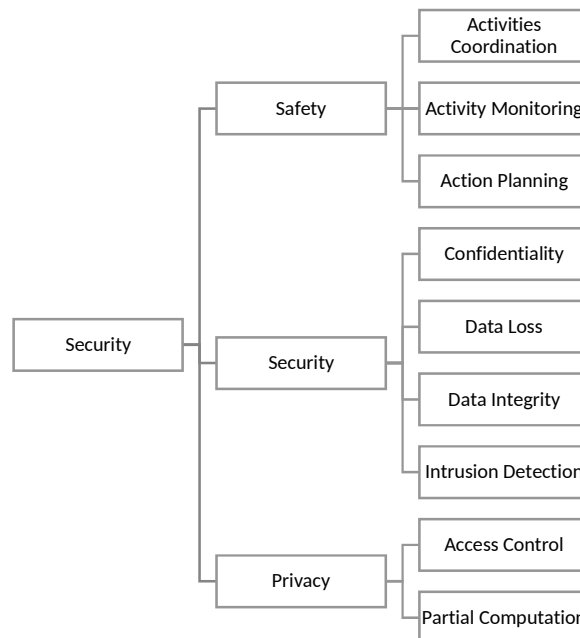 Activities
Coordination
Safety
Activity Monitoring
Action Planning
Confidentiality
Data Loss
Security
Security
Data Integrity
Intrusion Detection
Access Control
Privacy
Partial Computation